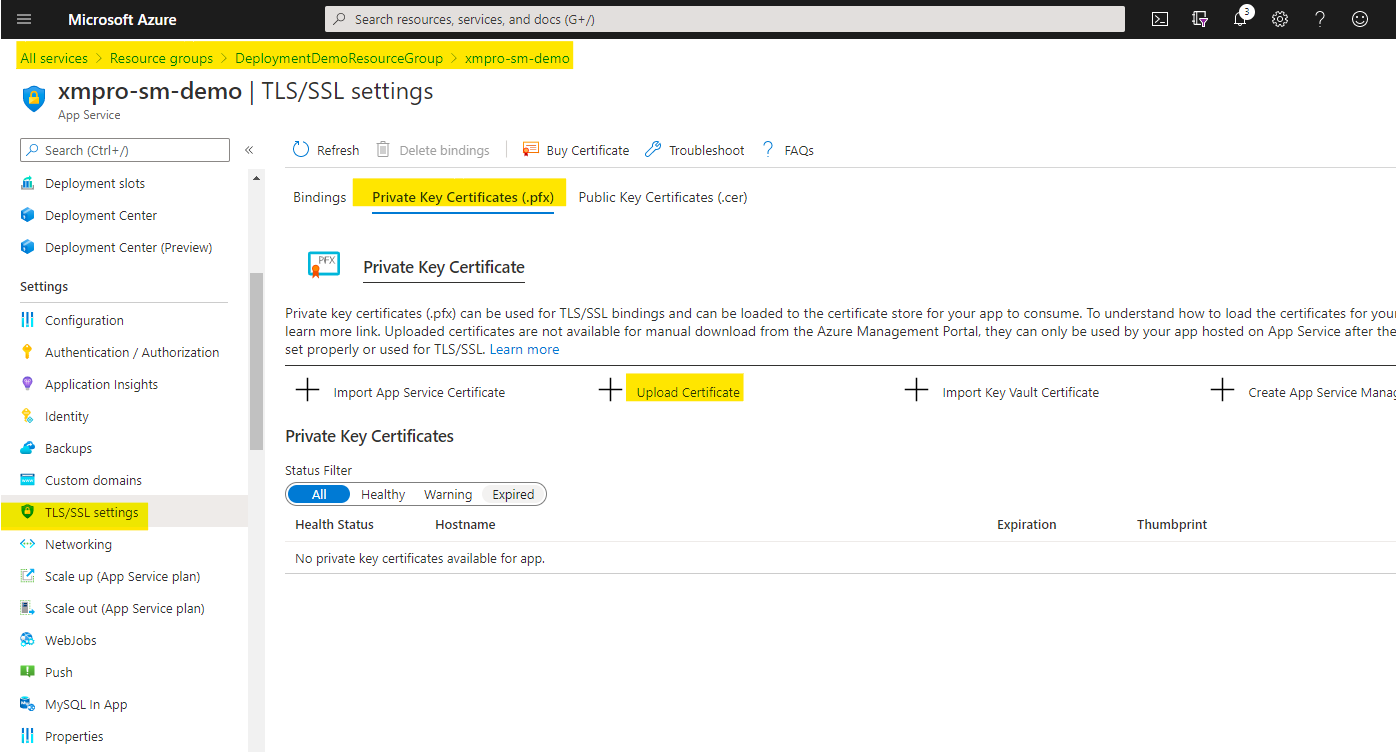 Microsoft Azure
Search resources, services, and docs (G+/)
3
All services > Resource groups > DeploymentDemoResourceGroup > xmpro-sm-demo
xmpro-sm-demo | TLS/SSL settings
App Service
Search (Ctrl+/)
«
Deployment slots
Deployment Center
Deployment Center (Preview)
Settings
Configuration
Authentication / Authorization
Application Insights
Identity
Backups
Custom domains
TLS/SSL settings
Networking
Scale up (App Service plan)
Scale out (App Service plan)
WebJobs
Push
MySQL In App
Properties
Refresh
Delete bindings
Buy Certificate
Troubleshoot
? FAQs
Bindings
Private Key Certificates (.pfx)
Public Key Certificates (.cer)
PFX
Private Key Certificate
Private key certificates (.pfx) can be used for TLS/SSL bindings and can be loaded to the certificate store for your app to consume. To understand how to load the certificates for your
learn more link. Uploaded certificates are not available for manual download from the Azure Management Portal, they can only be used by your app hosted on App Service after the
set properly or used for TLS/SSL. Learn more
Import App Service Certificate
Upload Certificate
Import Key Vault Certificate
Create App Service Manag
Private Key Certificates
Status Filter
All Healthy Warning Expired
Health Status Hostname Expiration Thumbprint
No private key certificates available for app.